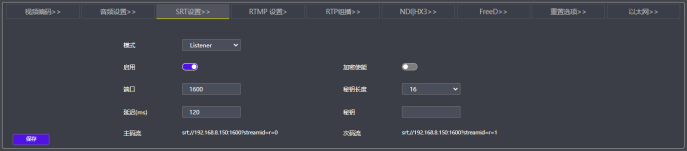 视频编码>> 音频设置>> SRT设置>> RTMP 设置> RTP组播>> NDI|HX3>> FreeD>> 重置选项>> 以太网>>
模式 Listener
启用 加密使能
端口 1600 秘钥长度 16
延迟(ms) 120 秘钥
主码流 srt://192.168.8.150:1600?streamid=r=0 次码流 srt://192.168.8.150:1600?streamid=r=1
保存